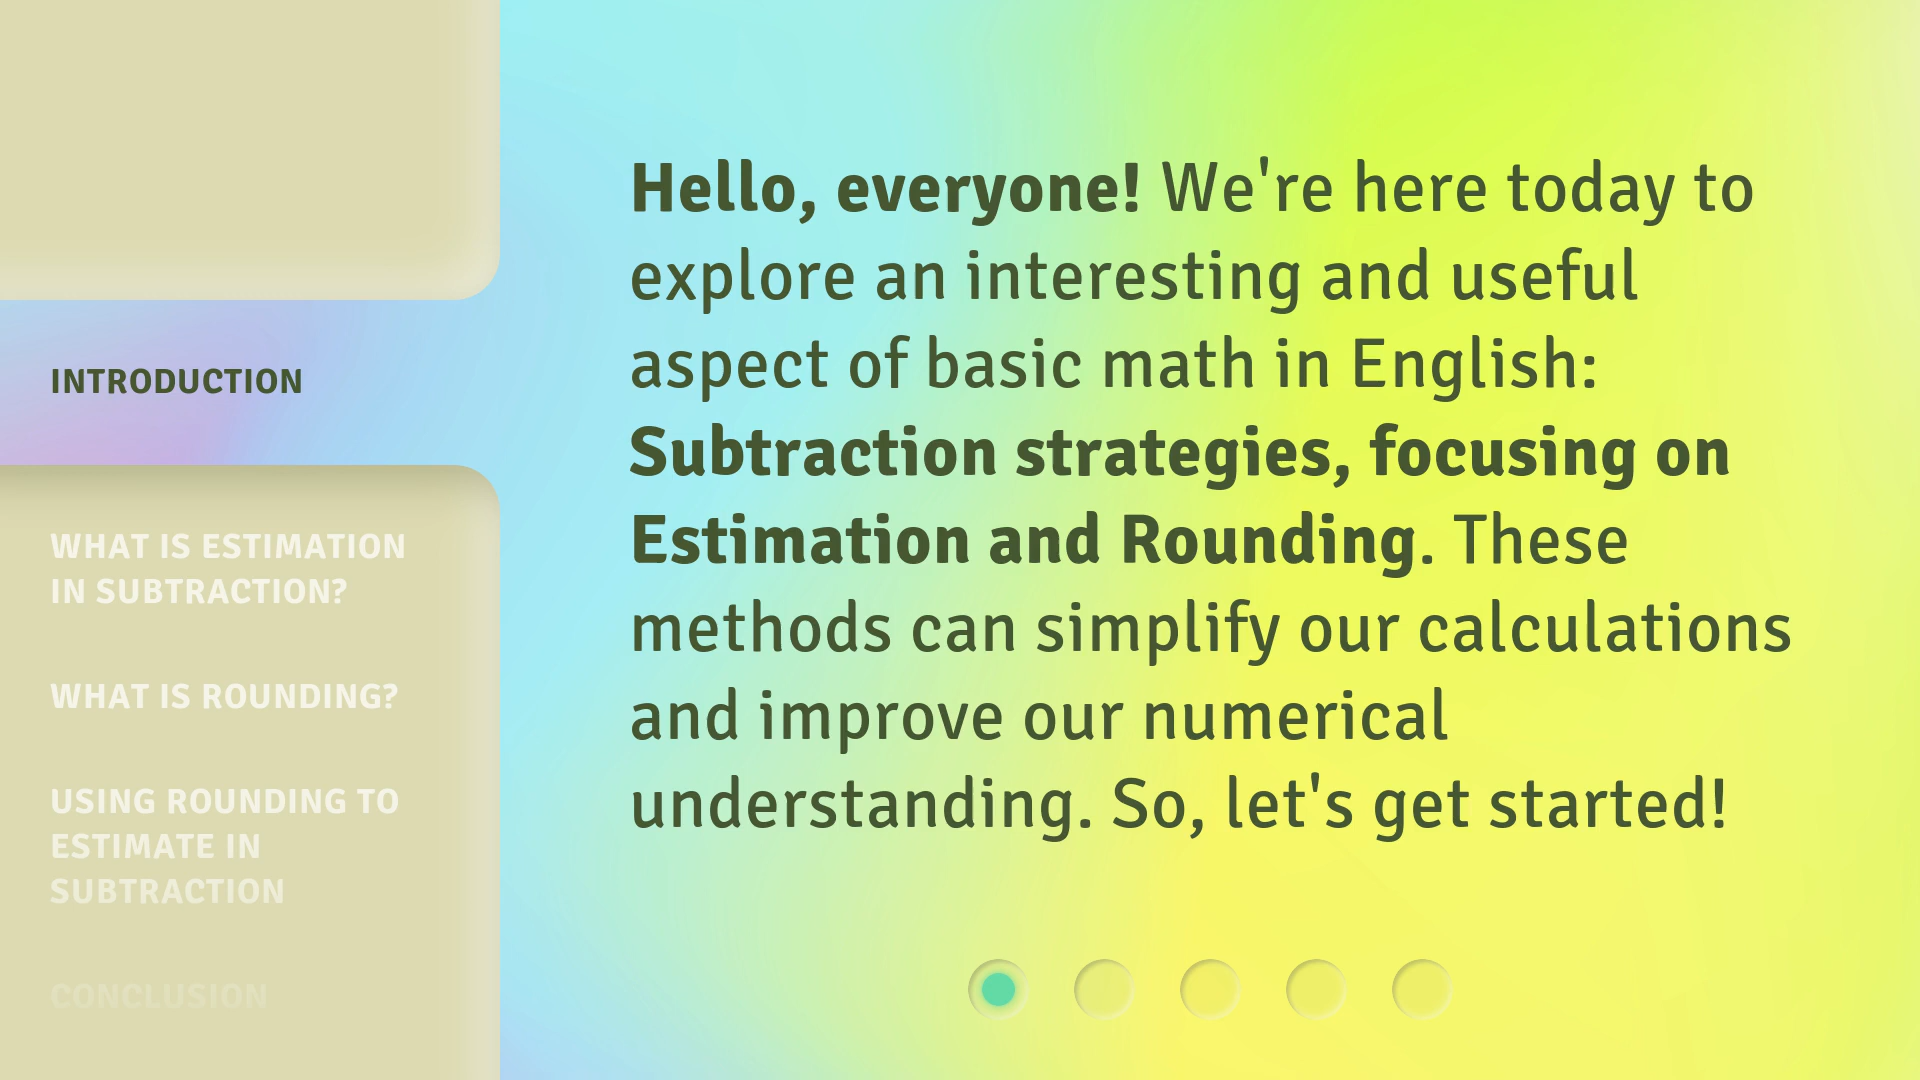 INTRODUCTION
WHAT IS ESTIMATION
IN SUBTRACTION?
WHAT IS ROUNDING?
USING ROUNDING TO
ESTIMATE IN
SUBTRACTION
CONCLUSION
Hello, everyone! We're here today to
explore an interesting and useful
aspect of basic math in English:
Subtraction strategies, focusing on
Estimation and Rounding. These
methods can simplify our calculations
and improve our numerical
understanding. So, let's get started!